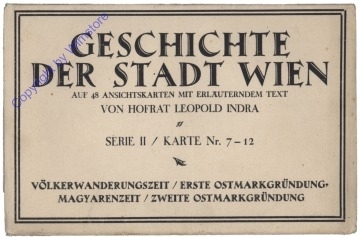 GESCHICHTE
DER STADT WIEN
AUF 48 ANSICHTSKARTEN MIT ERLÄUTERNDEM TEXT
VON HOFRAT LEOPOLD INDRA
SERIE II / KARTE Nr. 7–12
VÖLKERWANDERUNGSZEIT / ERSTE OSTMARKGRÜNDUNG-
MAGYARENZEIT / ZWEITE OSTMARKGRÜNDUNG